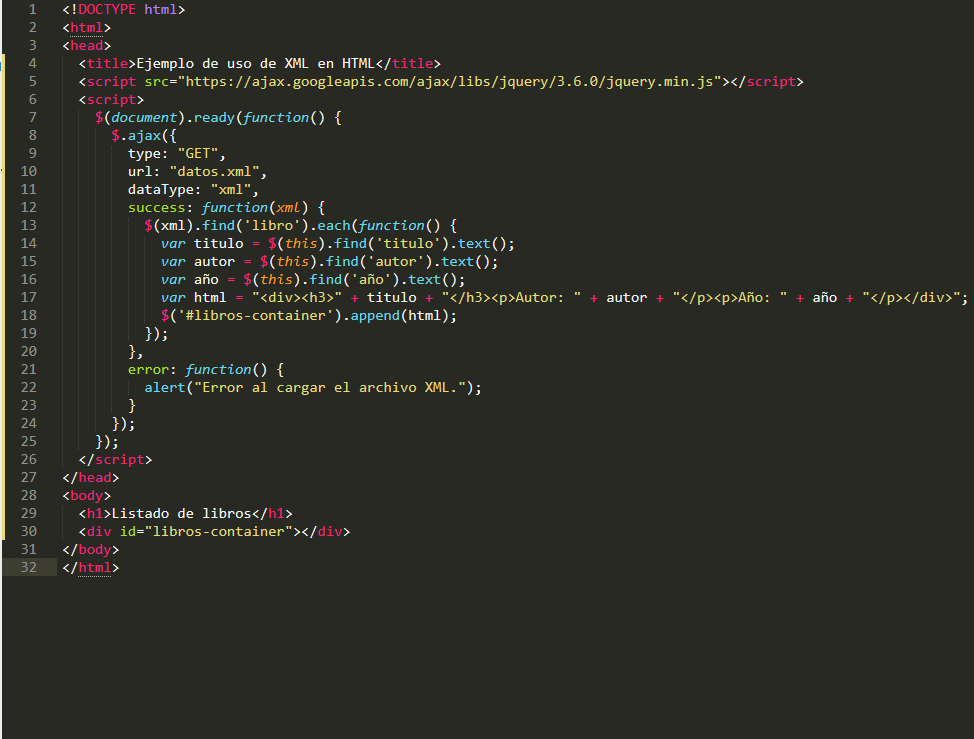 1 <!DOCTYPE html>
2 <html>
3 <head>
4 <title>Ejemplo de uso de XML en HTML</title>
5 <script src="https://ajax.googleapis.com/ajax/libs/jquery/3.6.0/jquery.min.js"></script>
6 <script>
7 $(document).ready(function() {
8 $.ajax({
9 type: "GET",
10 url: "datos.xml",
11 dataType: "xml",
12 success: function(xml) {
13 $(xml).find('libro').each(function() {
14 var titulo = $(this).find('titulo').text();
15 var autor = $(this).find('autor').text();
16 var año = $(this).find('año').text();
17 var html = "<div><h3>" + titulo + "</h3><p>Autor: " + autor + "</p><p>Año: " + año + "</p></div>";
18 $('#libros-container').append(html);
19 });
20 },
21 error: function() {
22 alert("Error al cargar el archivo XML.");
23 }
24 });
25 });
26 </script>
27 </head>
28 <body>
29 <h1>Listado de libros</h1>
30 <div id="libros-container"></div>
31 </body>
32 </html>